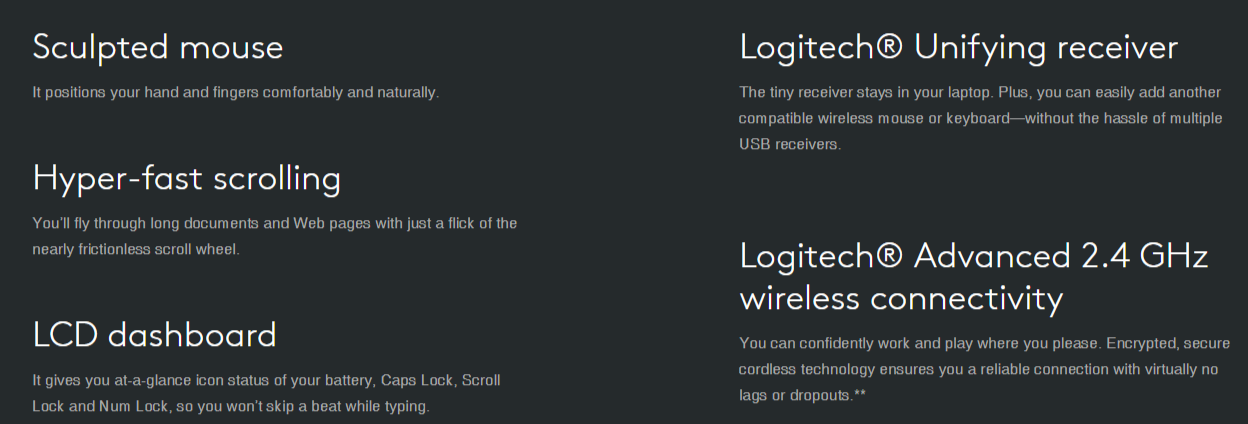 Sculpted mouse
It positions your hand and fingers comfortably and naturally.
Hyper-fast scrolling
You'll fly through long documents and Web pages with just a flick of the
nearly frictionless scroll wheel.
LCD dashboard
It gives you at-a-glance icon status of your battery, Caps Lock, Scroll
Lock and Num Lock, so you won't skip a beat while typing.
Logitech® Unifying receiver
The tiny receiver stays in your laptop. Plus, you can easily add another
compatible wireless mouse or keyboard—without the hassle of multiple
USB receivers.
Logitech® Advanced 2.4 GHz
wireless connectivity
You can confidently work and play where you please. Encrypted, secure
cordless technology ensures you a reliable connection with virtually no
lags or dropouts.**